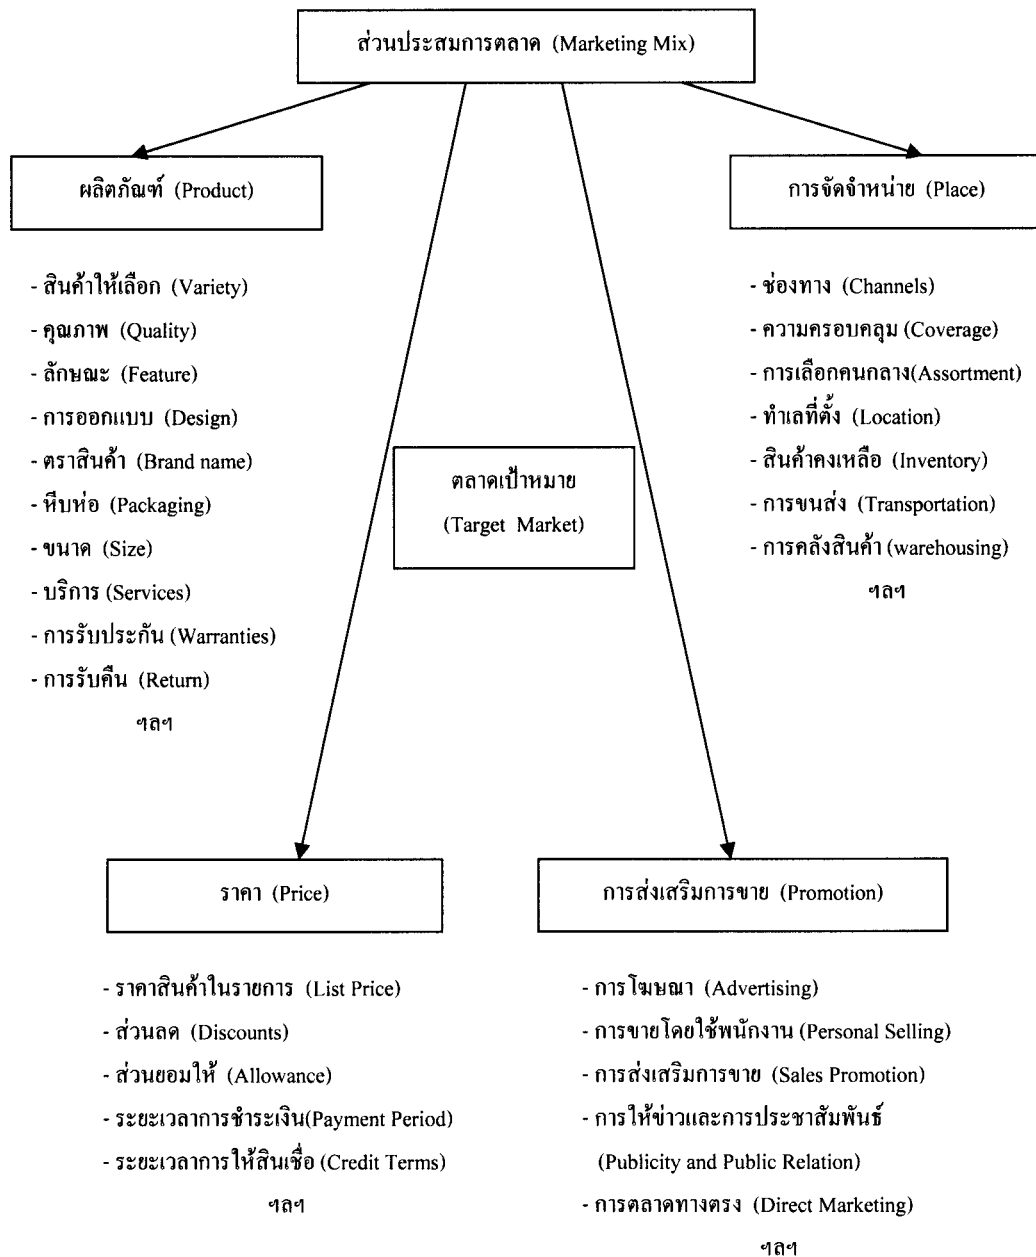 ส่วนประสมการตลาด (Marketing Mix)
ผลิตภัณฑ์ (Product)
- สินค้าให้เลือก (Variety)
- คุณภาพ (Quality)
- ลักษณะ (Feature)
- การออกแบบ (Design)
- ตราสินค้า (Brand name)
- หีบห่อ (Packaging)
- ขนาด (Size)
- บริการ (Services)
- การรับประกัน (Warranties)
- การรับคืน (Return)
ฯลฯ
การจัดจำหน่าย (Place)
- ช่องทาง (Channels)
- ความครอบคลุม (Coverage)
- การเลือกคนกลาง(Assortment)
- ทำเลที่ตั้ง (Location)
- สินค้าคงเหลือ (Inventory)
- การขนส่ง (Transportation)
- การคลังสินค้า (warehousing)
ฯลฯ
ตลาดเป้าหมาย
(Target Market)
ราคา (Price)
- ราคาสินค้าในรายการ (List Price)
- ส่วนลด (Discounts)
- ส่วนยอมให้ (Allowance)
- ระยะเวลาการชำระเงิน(Payment Period)
- ระยะเวลาการให้สินเชื่อ (Credit Terms)
ฯลฯ
การส่งเสริมการขาย (Promotion)
- การโฆษณา (Advertising)
- การขายโดยใช้พนักงาน (Personal Selling)
- การส่งเสริมการขาย (Sales Promotion)
- การให้ข่าวและการประชาสัมพันธ์
(Publicity and Public Relation)
- การตลาดทางตรง (Direct Marketing)
ฯลฯ